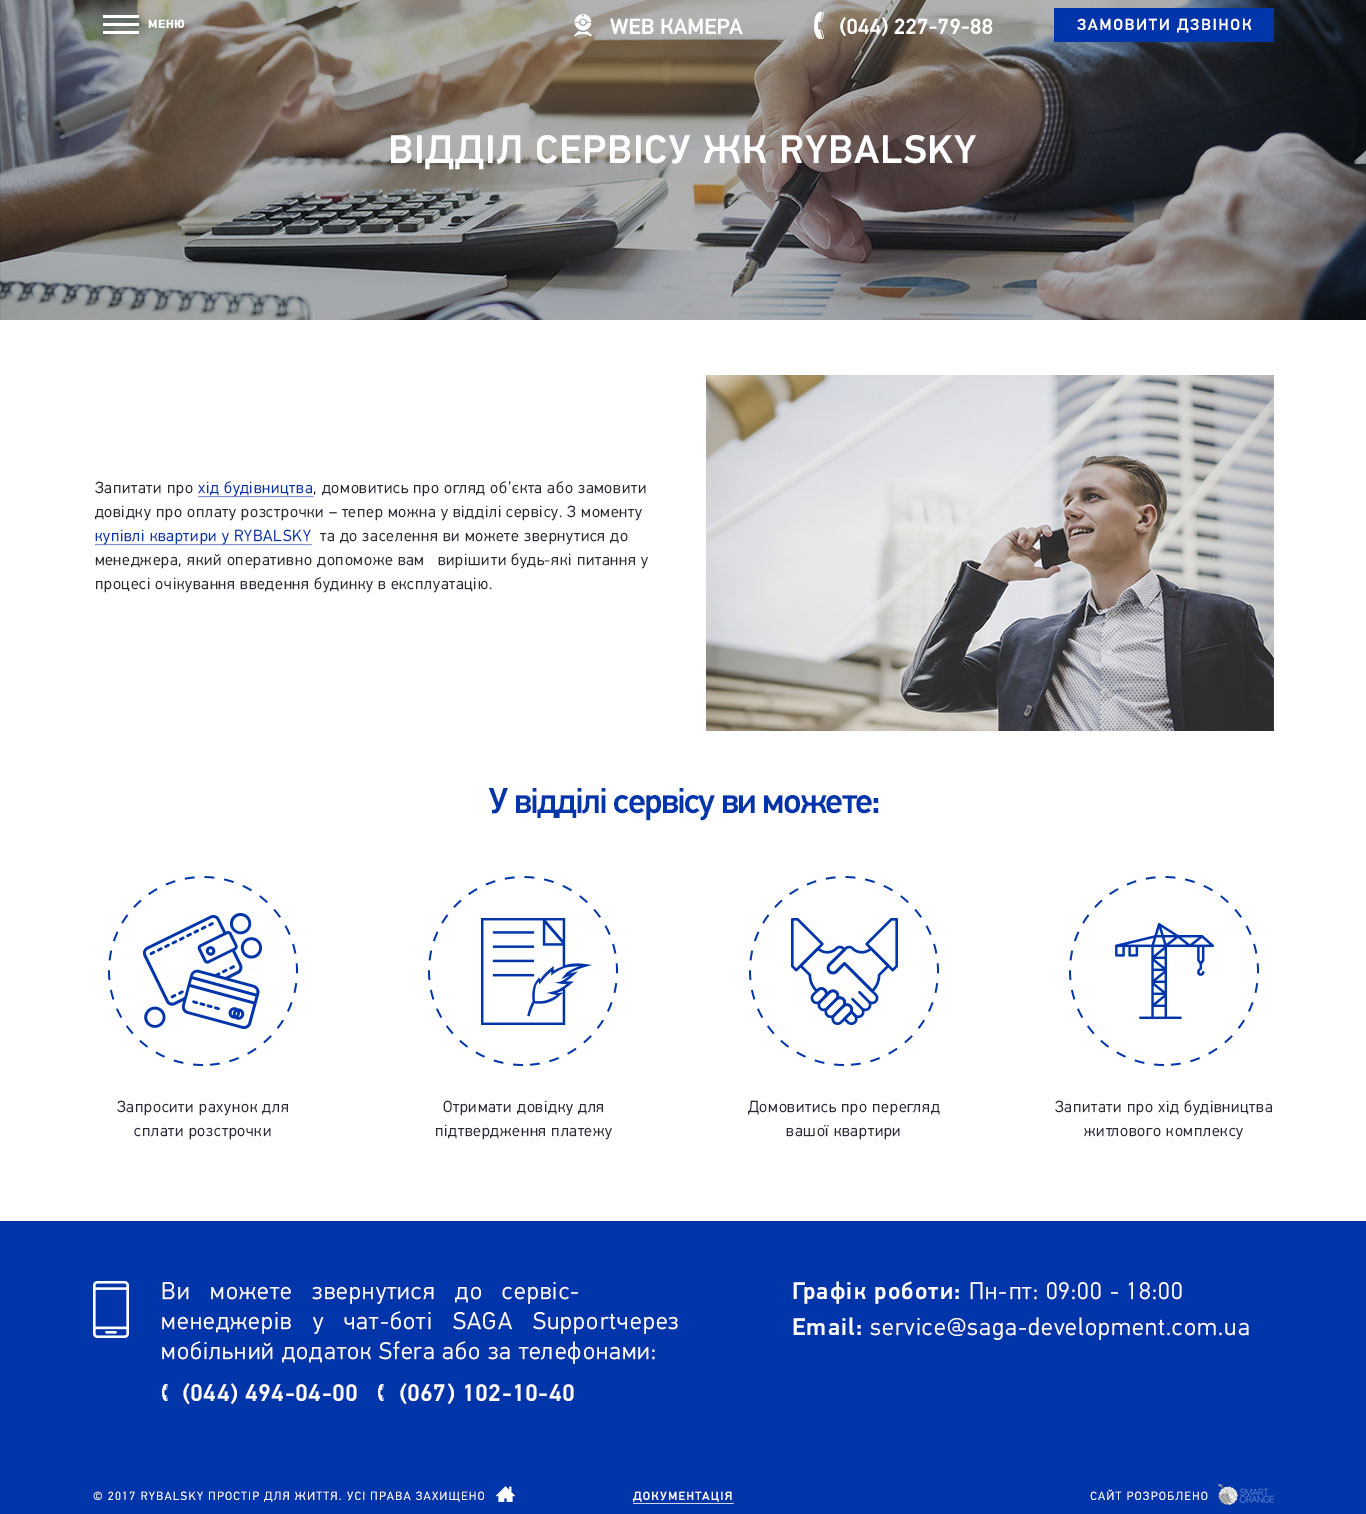 МЕНЮ
WEB КАМЕРА
(044) 227-79-88
ЗАМОВИТИ ДЗВІНОК
ВІДДІЛ СЕРВІСУ ЖК RYBALSKY
Запитати про хід будівництва, домовитись про огляд об’єкта або замовити
довідку про оплату розстрочки – тепер можна у відділі сервісу. З моменту
купівлі квартири у RYBALSKY та до заселення ви можете звернутися до
менеджера, який оперативно допоможе вам вирішити будь-які питання у
процесі очікування введення будинку в експлуатацію.
У відділі сервісу ви можете:
Запросити рахунок для
сплати розстрочки
Отримати довідку для
підтвердження платежу
Домовитись про перегляд
вашої квартири
Запитати про хід будівництва
житлового комплексу
Ви можете звернутися до сервіс-
менеджерів у чат-боті SAGA Supportчерез
мобільний додаток Sfera або за телефонами:
(044) 494-04-00 (067) 102-10-40
Графік роботи: Пн-пт: 09:00 - 18:00
Email: service@saga-development.com.ua
© 2017 RYBALSKY ПРОСТІР ДЛЯ ЖИТТЯ. УСІ ПРАВА ЗАХИЩЕНО
ДОКУМЕНТАЦІЯ
САЙТ РОЗРОБЛЕНО
SMART
ORANGE